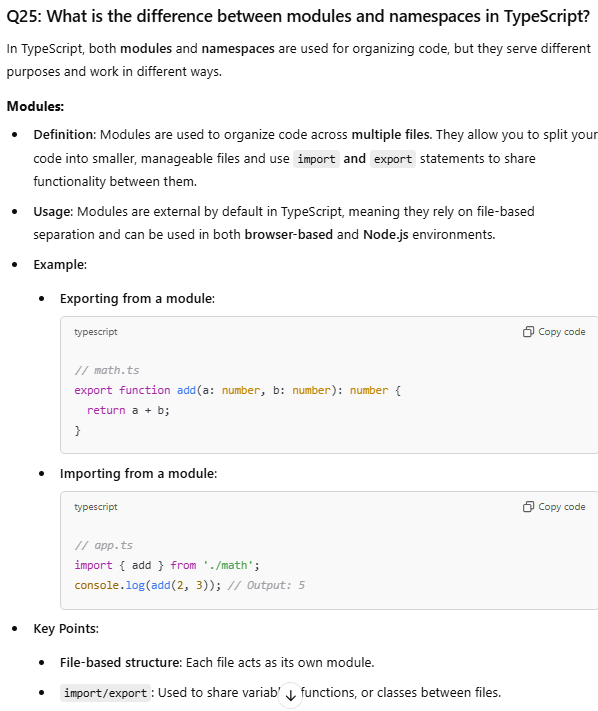 Q25: What is the difference between modules and namespaces in TypeScript?
In TypeScript, both modules and namespaces are used for organizing code, but they serve different
purposes and work in different ways.
Modules:
• Definition: Modules are used to organize code across multiple files. They allow you to split your
code into smaller, manageable files and use import and export statements to share
functionality between them.
• Usage: Modules are external by default in TypeScript, meaning they rely on file-based
separation and can be used in both browser-based and Node.js environments.
• Example:
• Exporting from a module:
typescript Copy code
// math.ts
export function add(a: number, b: number): number {
return a + b;
}
• Importing from a module:
typescript Copy code
// app.ts
import { add } from './math';
console.log(add(2, 3)); // Output: 5
• Key Points:
• File-based structure: Each file acts as its own module.
• import/export: Used to share functions, or classes between files.